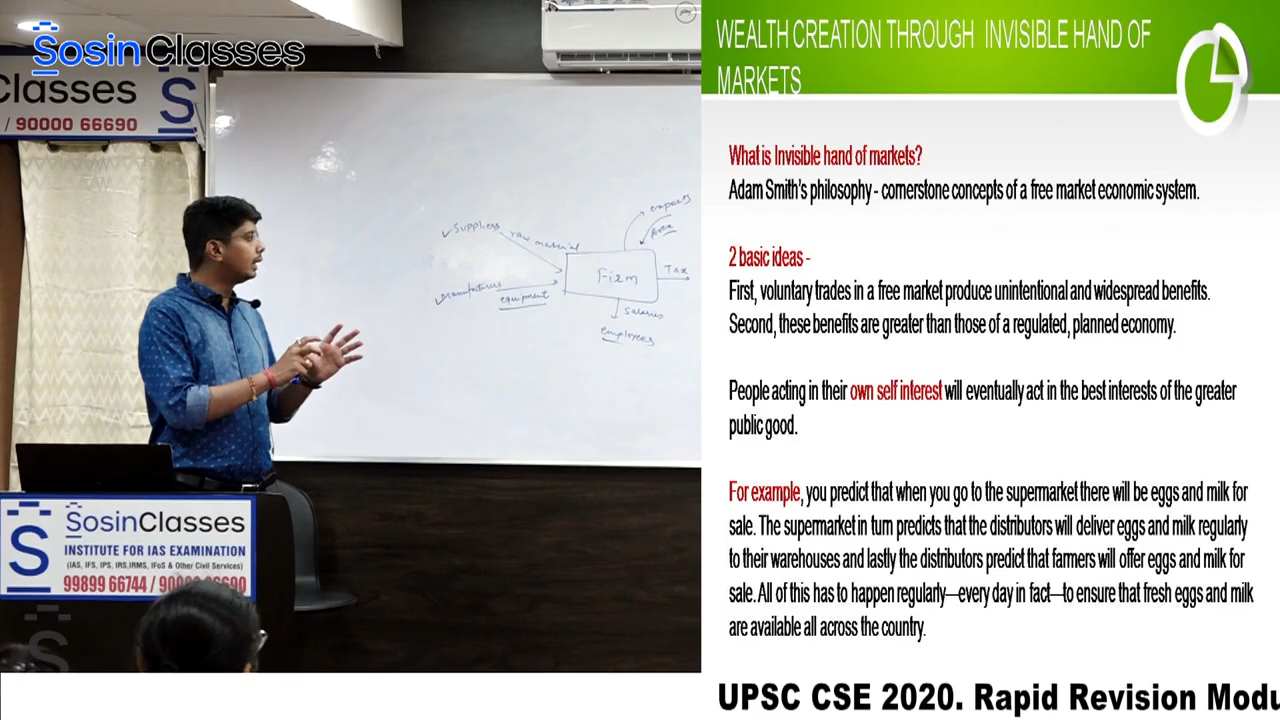 SosinClasses
Classes
/ 90000 66690
S
suppliers
raw material
manufactures
equipment
Firm
Tax
salaries
employees
SosinClasses
INSTITUTE FOR IAS EXAMINATION
(IAS, IFS, IPS, IRS,IRMS, IFoS & Other Civil Services)
99899 66744 / 90000 66690
WEALTH CREATION THROUGH INVISIBLE HAND OF
MARKETS
What is Invisible hand of markets?
Adam Smith's philosophy - cornerstone concepts of a free market economic system.
2 basic ideas -
First, voluntary trades in a free market produce unintentional and widespread benefits.
Second, these benefits are greater than those of a regulated, planned economy.
People acting in their own self interest will eventually act in the best interests of the greater
public good.
For example, you predict that when you go to the supermarket there will be eggs and milk for
sale. The supermarket in turn predicts that the distributors will deliver eggs and milk regularly
to their warehouses and lastly the distributors predict that farmers will offer eggs and milk for
sale. All of this has to happen regularly—every day in fact—to ensure that fresh eggs and milk
are available all across the country.
UPSC CSE 2020. Rapid Revision Modu